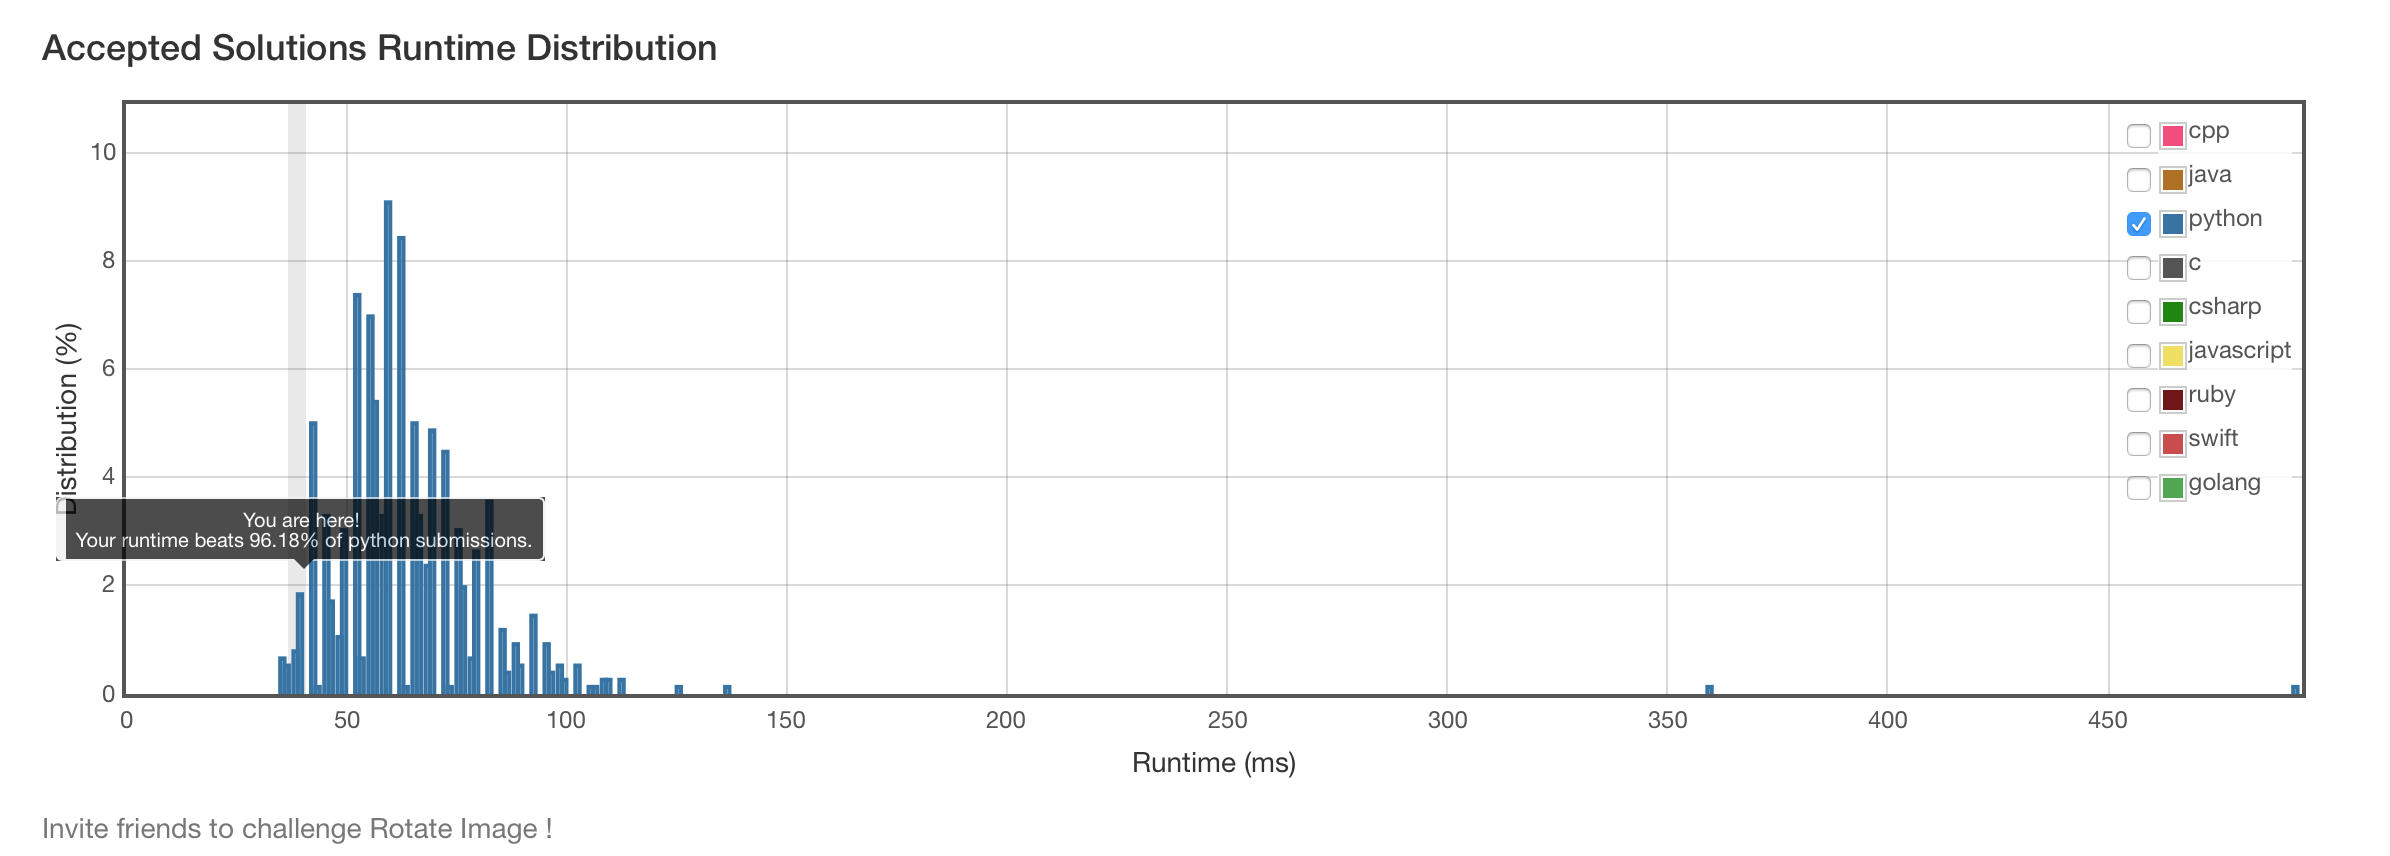 Accepted Solutions Runtime Distribution
10
8
6
4
2
0
Distribution (%)
You are here!
Your runtime beats 96.18% of python submissions.
cpp
java
python
c
csharp
javascript
ruby
swift
golang
0 50 100 150 200 250 300 350 400 450
Runtime (ms)
Invite friends to challenge Rotate Image !